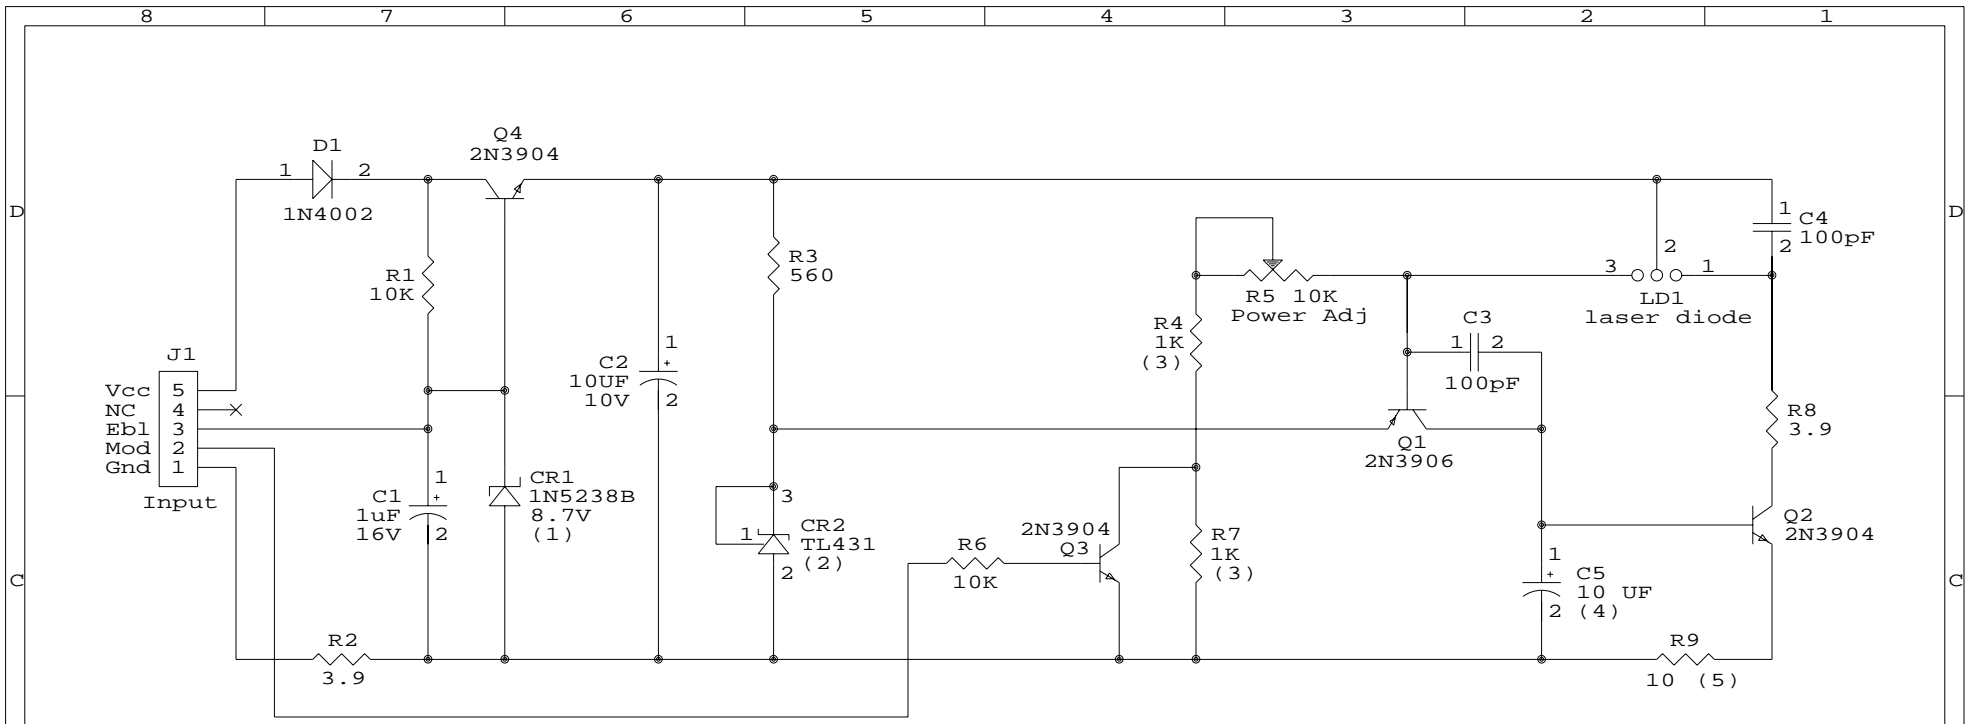 8 7 6 5 4 3 2 1
D
D
C
C
D1
1 2
1N4002
Q4
2N3904
R1
10K
J1
Vcc 5
NC 4
Ebl 3
Mod 2
Gnd 1
Input
C1
1uF
16V
1
+
2
CR1
1N5238B
8.7V
(1)
R2
3.9
C2
10UF
10V
1
+
2
R3
560
3
1
2
CR2
TL431
(2)
R6
10K
2N3904
Q3
R4
1K
(3)
R5 10K
Power Adj
R7
1K
(3)
C3
1 2
100pF
Q1
2N3906
3 2 1
LD1
laser diode
1
C4
100pF
2
R8
3.9
Q2
2N3904
1
+
2
C5
10 UF
(4)
R9
10 (5)